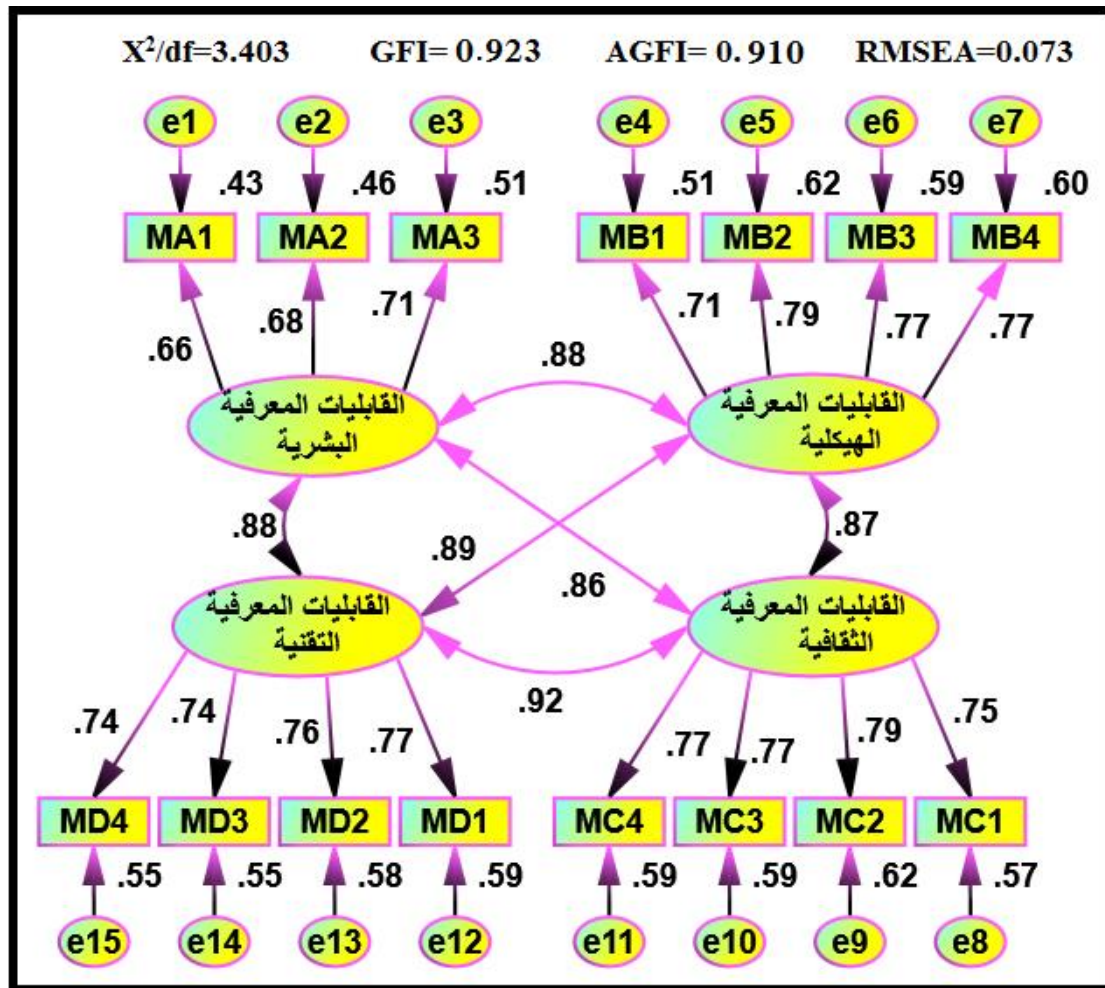 X²/df=3.403 GFI= 0.923 AGFI= 0.910 RMSEA=0.073
e1 e2 e3 e4 e5 e6 e7
.43 .46 .51 .51 .62 .59 .60
MA1 MA2 MA3 MB1 MB2 MB3 MB4
.66 .68 .71 .71 .79 .77 .77
.88
القابليات المعرفية
البشرية
القابليات المعرفية
الهيكلية
.88 .89 .86 .87
القابليات المعرفية
التقنية
القابليات المعرفية
الثقافية
.92
.74 .74 .76 .77 .77 .77 .79 .75
MD4 MD3 MD2 MD1 MC4 MC3 MC2 MC1
.55 .55 .58 .59 .59 .59 .62 .57
e15 e14 e13 e12 e11 e10 e9 e8